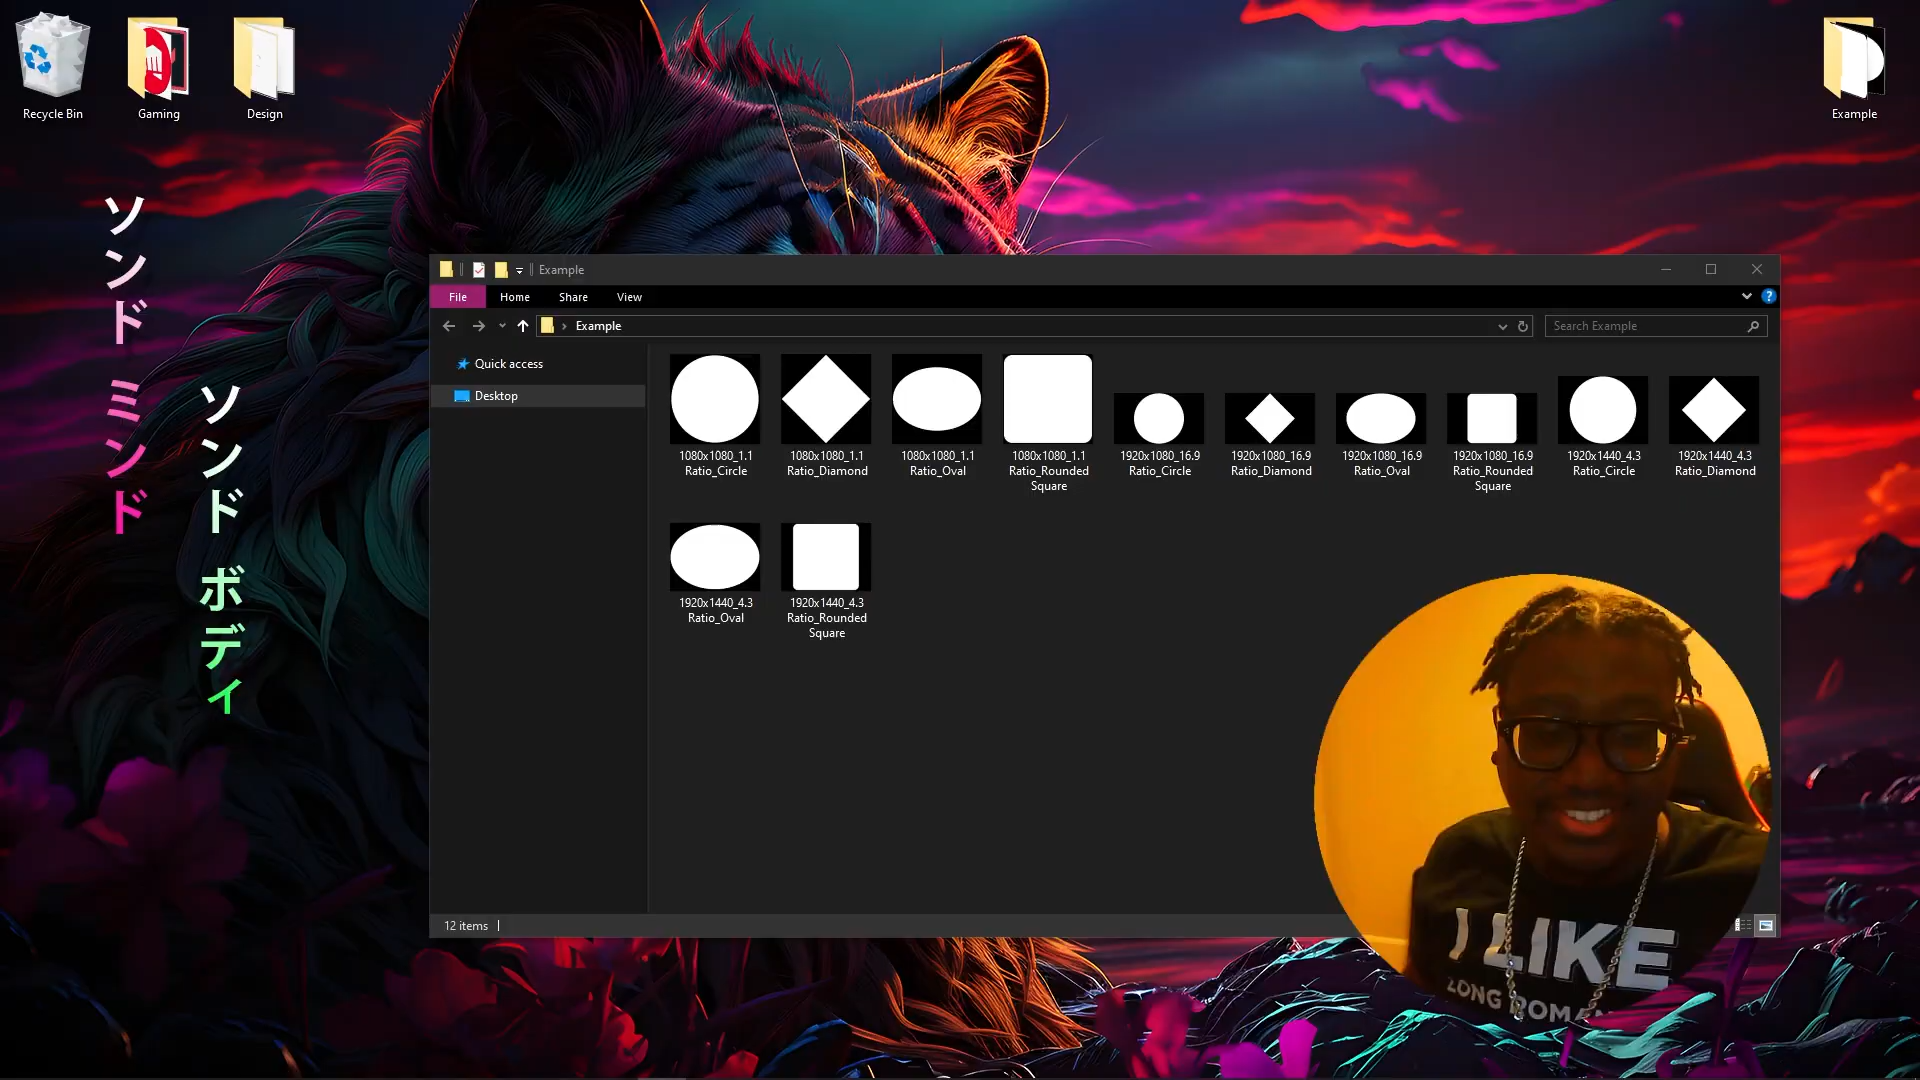 Recycle Bin
Gaming
Design
Example
ソンド ミンド
ソンド ボディ
Example
File
Home
Share
View
Example
Search Example
Quick access
Desktop
1080x1080_1.1
Ratio_Circle
1080x1080_1.1
Ratio_Diamond
1080x1080_1.1
Ratio_Oval
1080x1080_1.1
Ratio_Rounded
Square
1920x1080_16.9
Ratio_Circle
1920x1080_16.9
Ratio_Diamond
1920x1080_16.9
Ratio_Oval
1920x1080_16.9
Ratio_Rounded
Square
1920x1440_4.3
Ratio_Circle
1920x1440_4.3
Ratio_Diamond
1920x1440_4.3
Ratio_Oval
1920x1440_4.3
Ratio_Rounded
Square
12 items
I LIKE
LONG